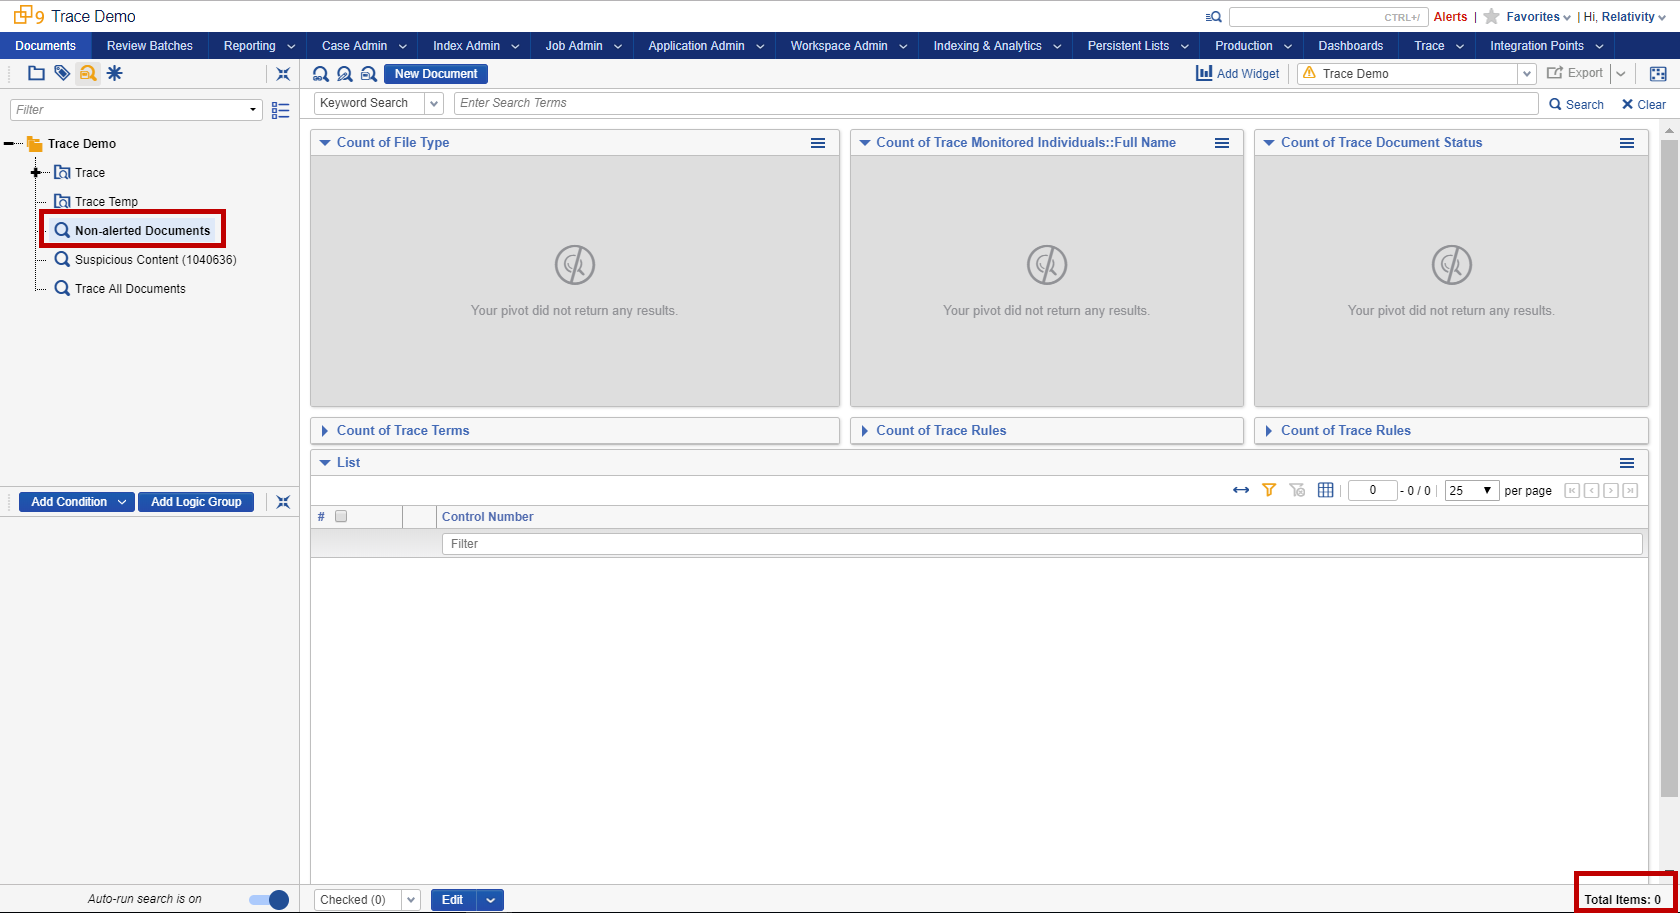 9 Trace Demo
CTRL+/ Alerts | Favorites | Hi, Relativity
Documents Review Batches Reporting Case Admin Index Admin Job Admin Application Admin Workspace Admin Indexing & Analytics Persistent Lists Production Dashboards Trace Integration Points
New Document Add Widget Trace Demo Export
Filter
Keyword Search Enter Search Terms Search Clear
Trace Demo
Trace
Trace Temp
Non-alerted Documents
Suspicious Content (1040636)
Trace All Documents
Count of File Type
Your pivot did not return any results.
Count of Trace Monitored Individuals::Full Name
Your pivot did not return any results.
Count of Trace Document Status
Your pivot did not return any results.
Count of Trace Terms
Count of Trace Rules
Count of Trace Rules
List
0 - 0 / 0 25 per page
# Control Number
Filter
Add Condition Add Logic Group
Auto-run search is on
Checked (0) Edit
Total Items: 0